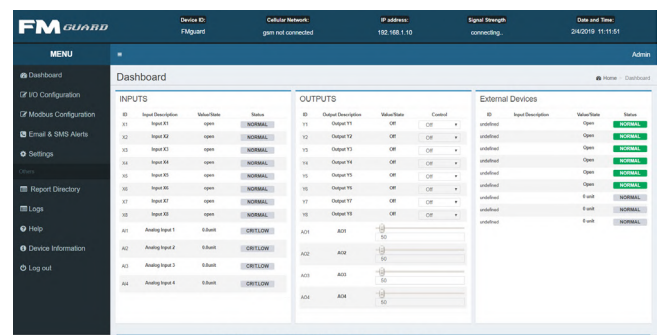 FM GUARD
Device ID: Cellular Network: IP address: Signal Strength Date and Time:
FMguard gsm not connected 192.168.1.10 connecting.. 2/4/2019 11:11:51
MENU Admin
Dashboard Dashboard Home Dashboard
I/O Configuration
Modbus Configuration
Email & SMS Alerts
Settings
Others
Report Directory
Logs
Help
Device Information
Log out
INPUTS
ID Input Description Value/State Status
X1 Input X1 open NORMAL
X2 Input X2 open NORMAL
X3 Input X3 open NORMAL
X4 Input X4 open NORMAL
X5 Input X5 open NORMAL
X6 Input X6 open NORMAL
X7 Input X7 open NORMAL
X8 Input X8 open NORMAL
AI1 Analog Input 1 0.0unit CRIT.LOW
AI2 Analog Input 2 0.0unit CRIT.LOW
AI3 Analog Input 3 0.0unit CRIT.LOW
AI4 Analog Input 4 0.0unit CRIT.LOW
OUTPUTS
ID Output Description Value/State Control
Y1 Output Y1 Off Off
Y2 Output Y2 Off Off
Y3 Output Y3 Off Off
Y4 Output Y4 Off Off
Y5 Output Y5 Off Off
Y6 Output Y6 Off Off
Y7 Output Y7 Off Off
Y8 Output Y8 Off Off
AO1 AO1 50
AO2 AO2 50
AO3 AO3 50
AO4 AO4 50
External Devices
ID Input Description Value/State Status
undefined Open NORMAL
undefined Open NORMAL
undefined Open NORMAL
undefined Open NORMAL
undefined Open NORMAL
undefined Open NORMAL
undefined 0 unit NORMAL
undefined 0 unit NORMAL
undefined 0 unit NORMAL